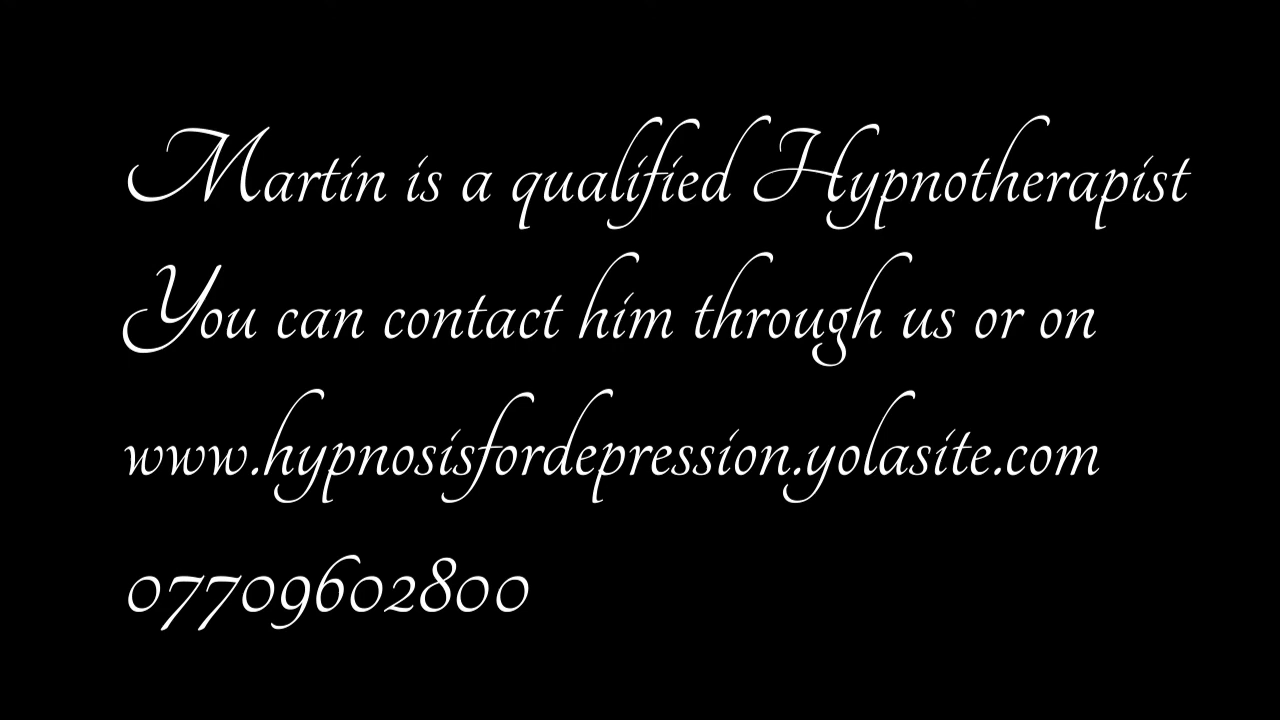 Martin is a qualified Hypnotherapist
You can contact him through us or on
www.hypnosisfordepression.yolasite.com
07709602800